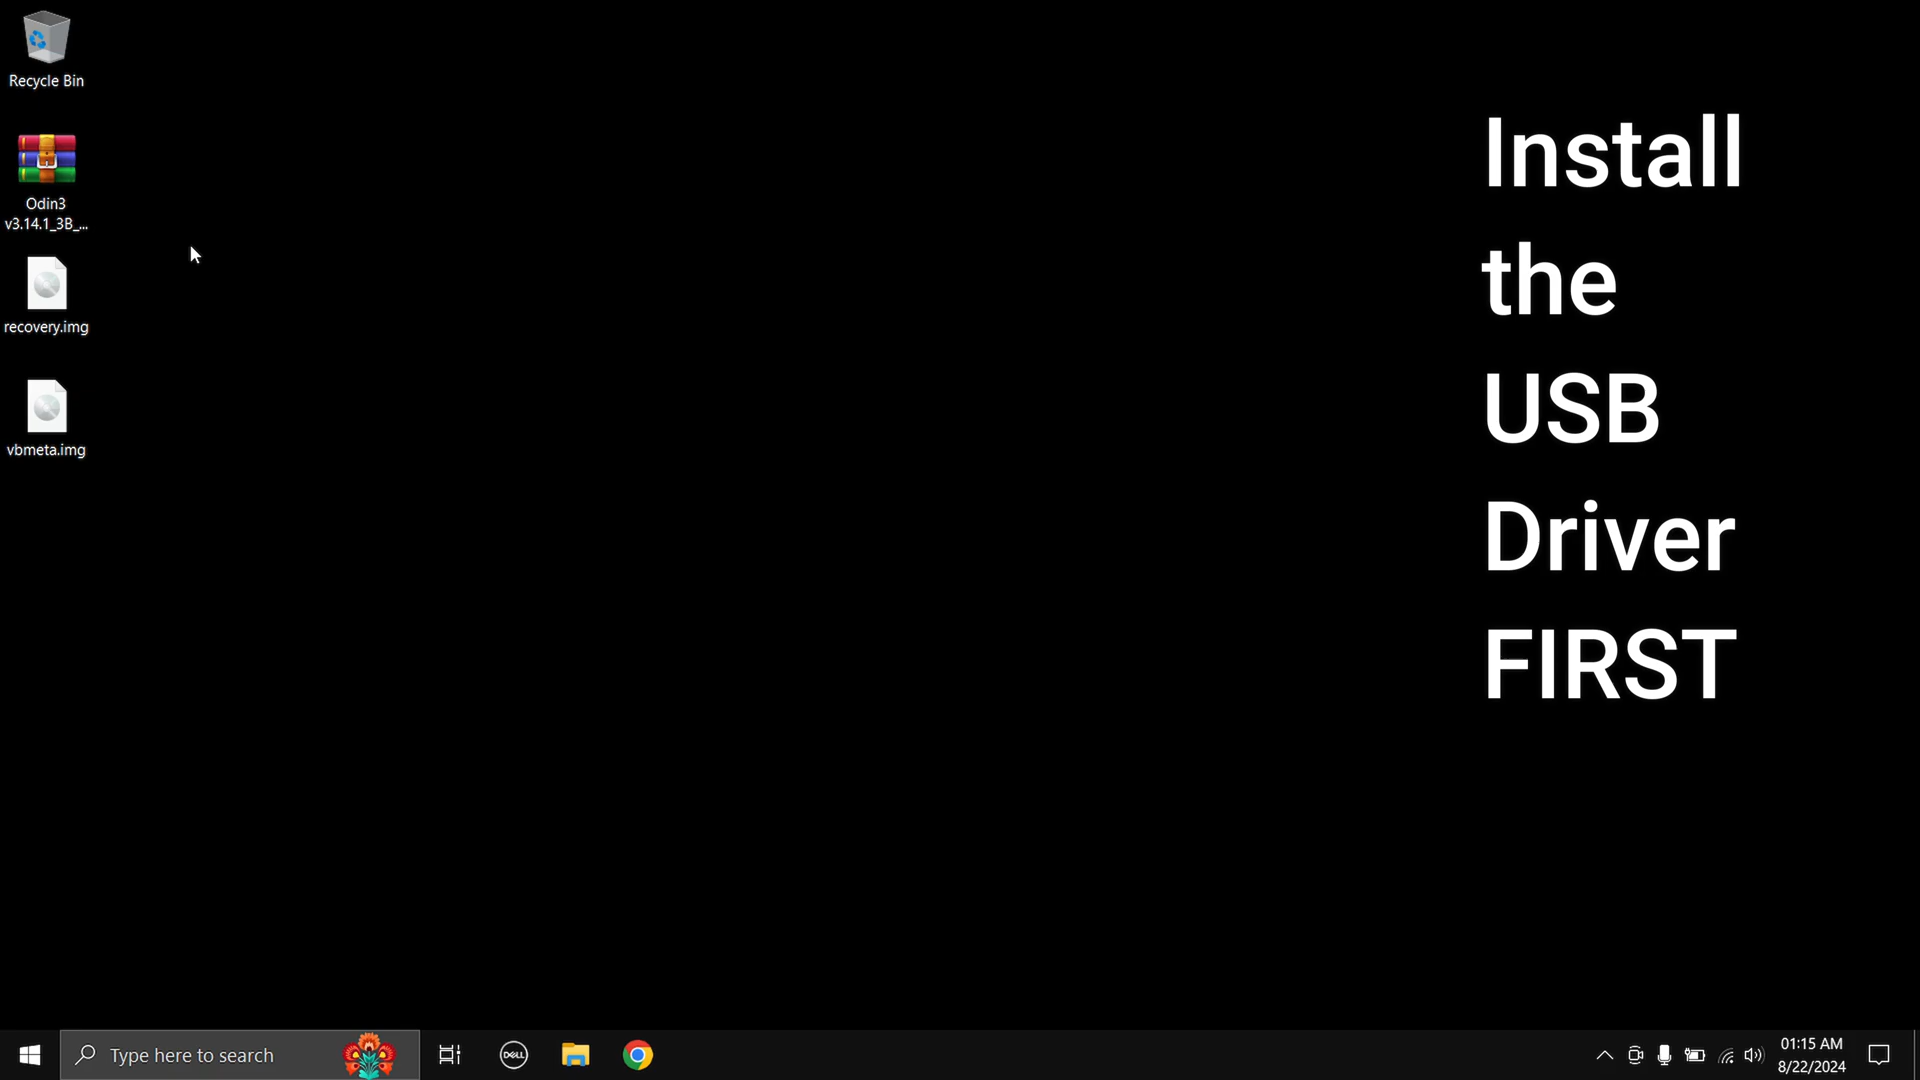 Recycle Bin
Odin3
v3.14.1_3B_...
recovery.img
vbmeta.img
Install
the
USB
Driver
FIRST
Type here to search
DELL
01:15 AM
8/22/2024